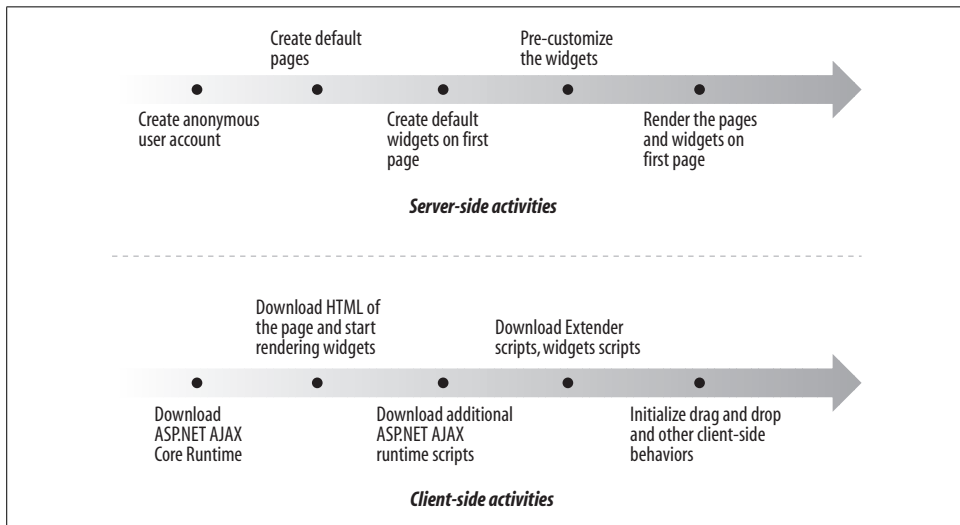 Create default
pages
Pre-customize
the widgets
Create anonymous
user account
Create default
widgets on first
page
Render the pages
and widgets on
first page
Server-side activities
Download HTML of
the page and start
rendering widgets
Download Extender
scripts, widgets scripts
Download
ASP.NET AJAX
Core Runtime
Download additional
ASP.NET AJAX
runtime scripts
Initialize drag and drop
and other client-side
behaviors
Client-side activities